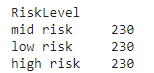 RiskLevel
mid risk     230
low risk     230
high risk    230